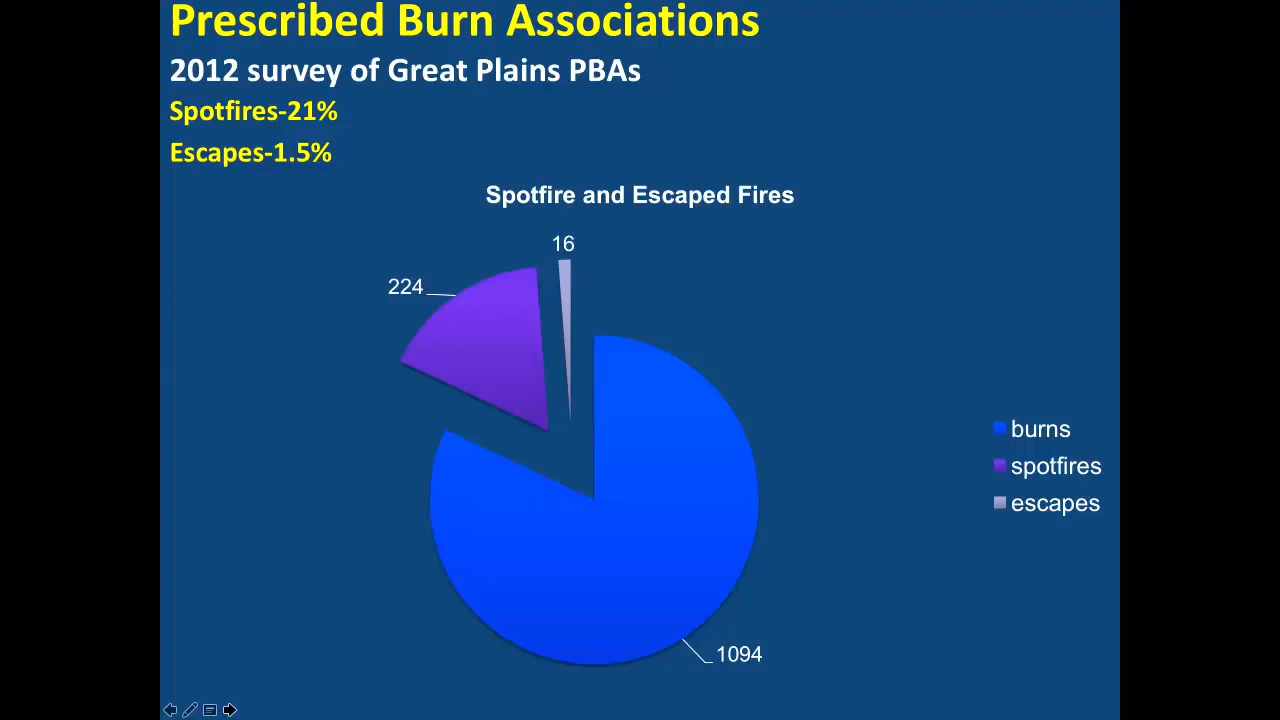 Prescribed Burn Associations
2012 survey of Great Plains PBAs
Spotfires-21%
Escapes-1.5%
Spotfire and Escaped Fires
16
224
burns
spotfires
escapes
1094